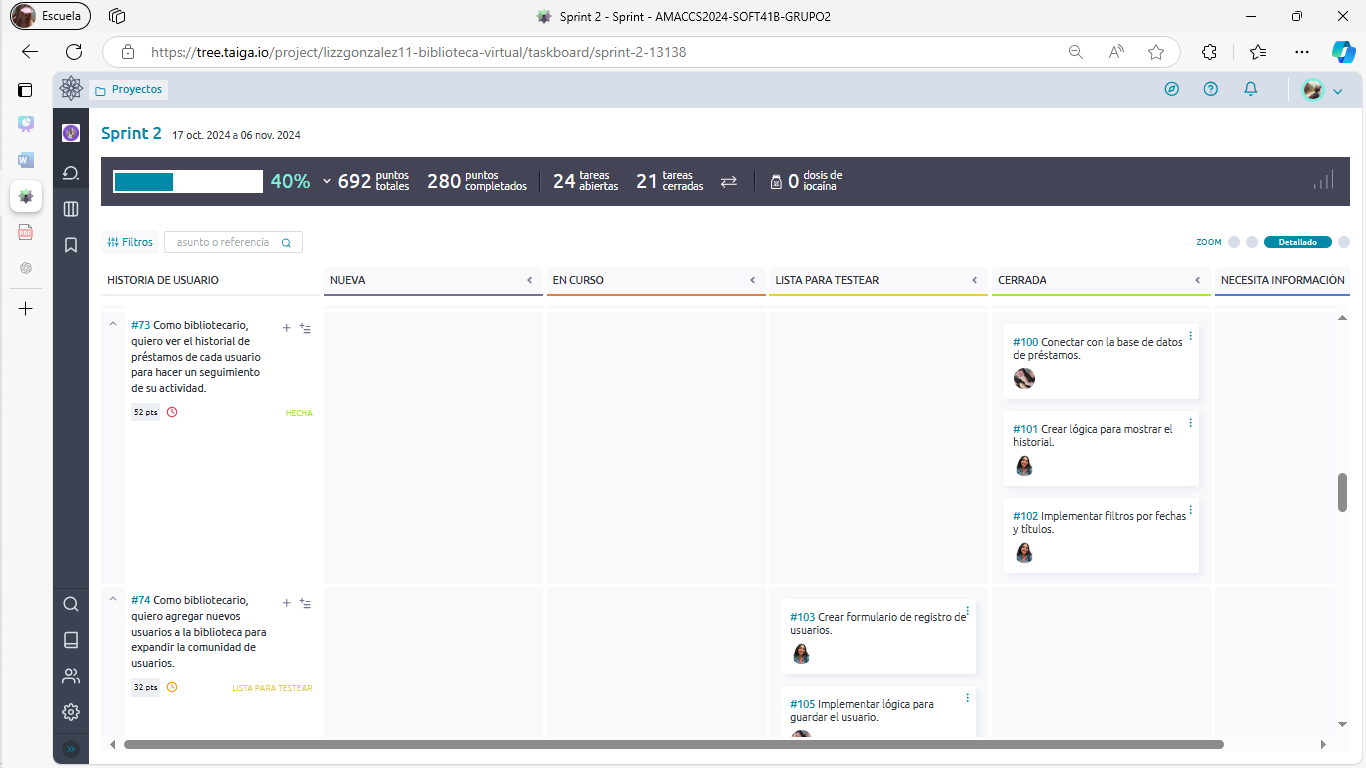 Escuela
Sprint 2 - Sprint - AMACCS2024-SOFT41B-GRUPO2
https://tree.taiga.io/project/lizzgonzalez11-biblioteca-virtual/taskboard/sprint-2-13138
Proyectos
Sprint 2 17 oct. 2024 a 06 nov. 2024
40% 692 puntos totales 280 puntos completados 24 tareas abiertas 21 tareas cerradas 0 dosis de iocaína
Filtros asunto o referencia ZOOM Detallado
HISTORIA DE USUARIO NUEVA EN CURSO LISTA PARA TESTEAR CERRADA NECESITA INFORMACIÓN
#73 Como bibliotecario,
quiero ver el historial de
préstamos de cada usuario
para hacer un seguimiento
de su actividad.
52 pts HECHA
#100 Conectar con la base de datos
de préstamos.
#101 Crear lógica para mostrar el
historial.
#102 Implementar filtros por fechas
y títulos.
#74 Como bibliotecario,
quiero agregar nuevos
usuarios a la biblioteca para
expandir la comunidad de
usuarios.
32 pts LISTA PARA TESTEAR
#103 Crear formulario de registro de
usuarios.
#105 Implementar lógica para
guardar el usuario.